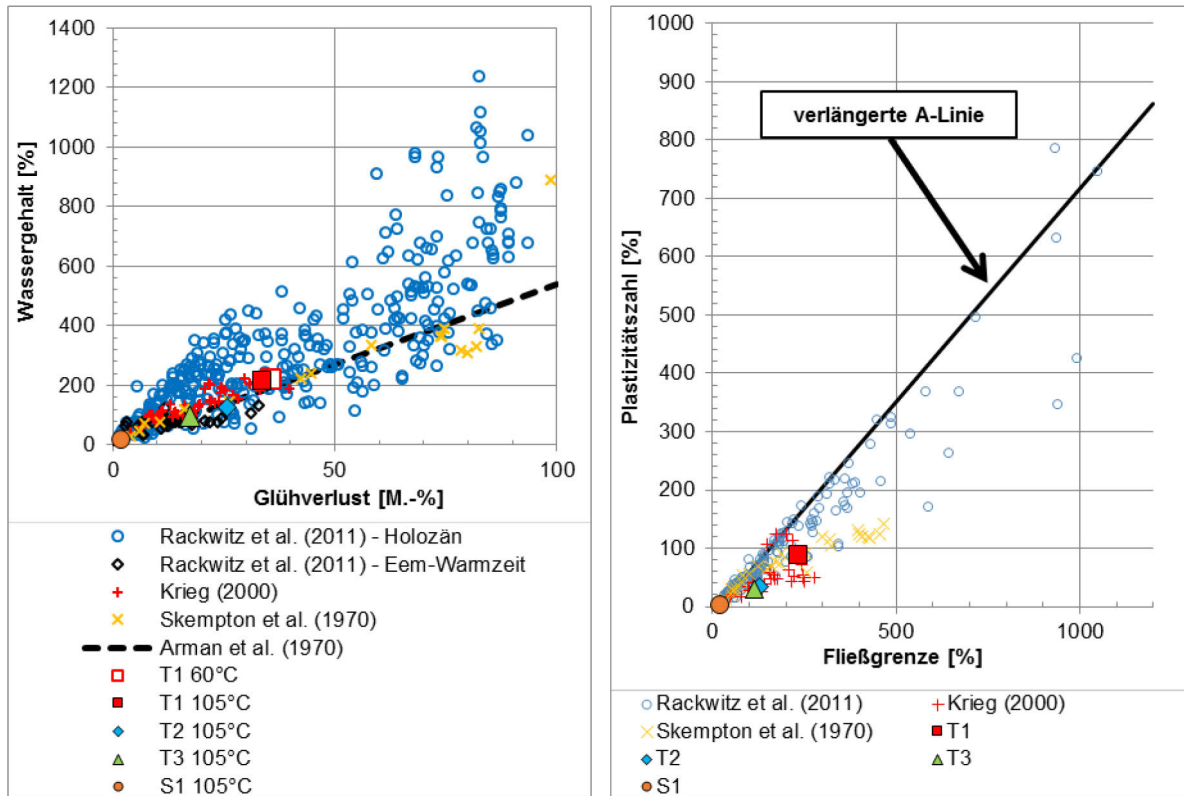 1400
1200
1000
800
600
400
200
0
Wassergehalt [%]
0 50 100
Glühverlust [M.-%]
Rackwitz et al. (2011) - Holozän
Rackwitz et al. (2011) - Eem-Warmzeit
Krieg (2000)
Skempton et al. (1970)
Arman et al. (1970)
T1 60°C
T1 105°C
T2 105°C
T3 105°C
S1 105°C
1000
900
800
700
600
500
400
300
200
100
0
Plastizitätszahl [%]
verlängerte A-Linie
0 500 1000
Fließgrenze [%]
Rackwitz et al. (2011) Krieg (2000)
Skempton et al. (1970) T1
T2 T3
S1